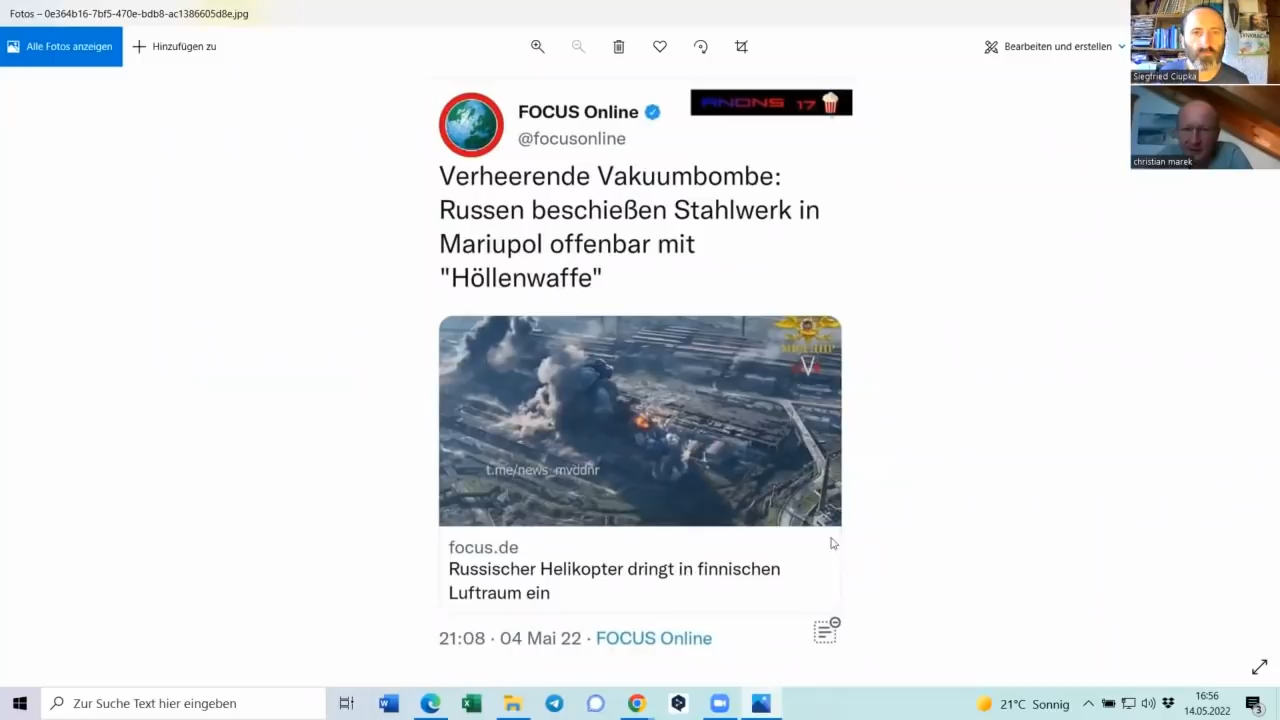 Fotos – 0e364b16-7bf5-470e-bdb8-ac1386605d8e.jpg
Alle Fotos anzeigen
Hinzufügen zu
Bearbeiten und erstellen
Siegfried Ciupka
christian marek
FOCUS Online
ANONS 17
@focusonline
Verheerende Vakuumbombe:
Russen beschießen Stahlwerk in
Mariupol offenbar mit
"Höllenwaffe"
t.me/news_mvddnr
focus.de
Russischer Helikopter dringt in finnischen
Luftraum ein
21:08 · 04 Mai 22 · FOCUS Online
Zur Suche Text hier eingeben
21°C Sonnig
16:56
14.05.2022
3